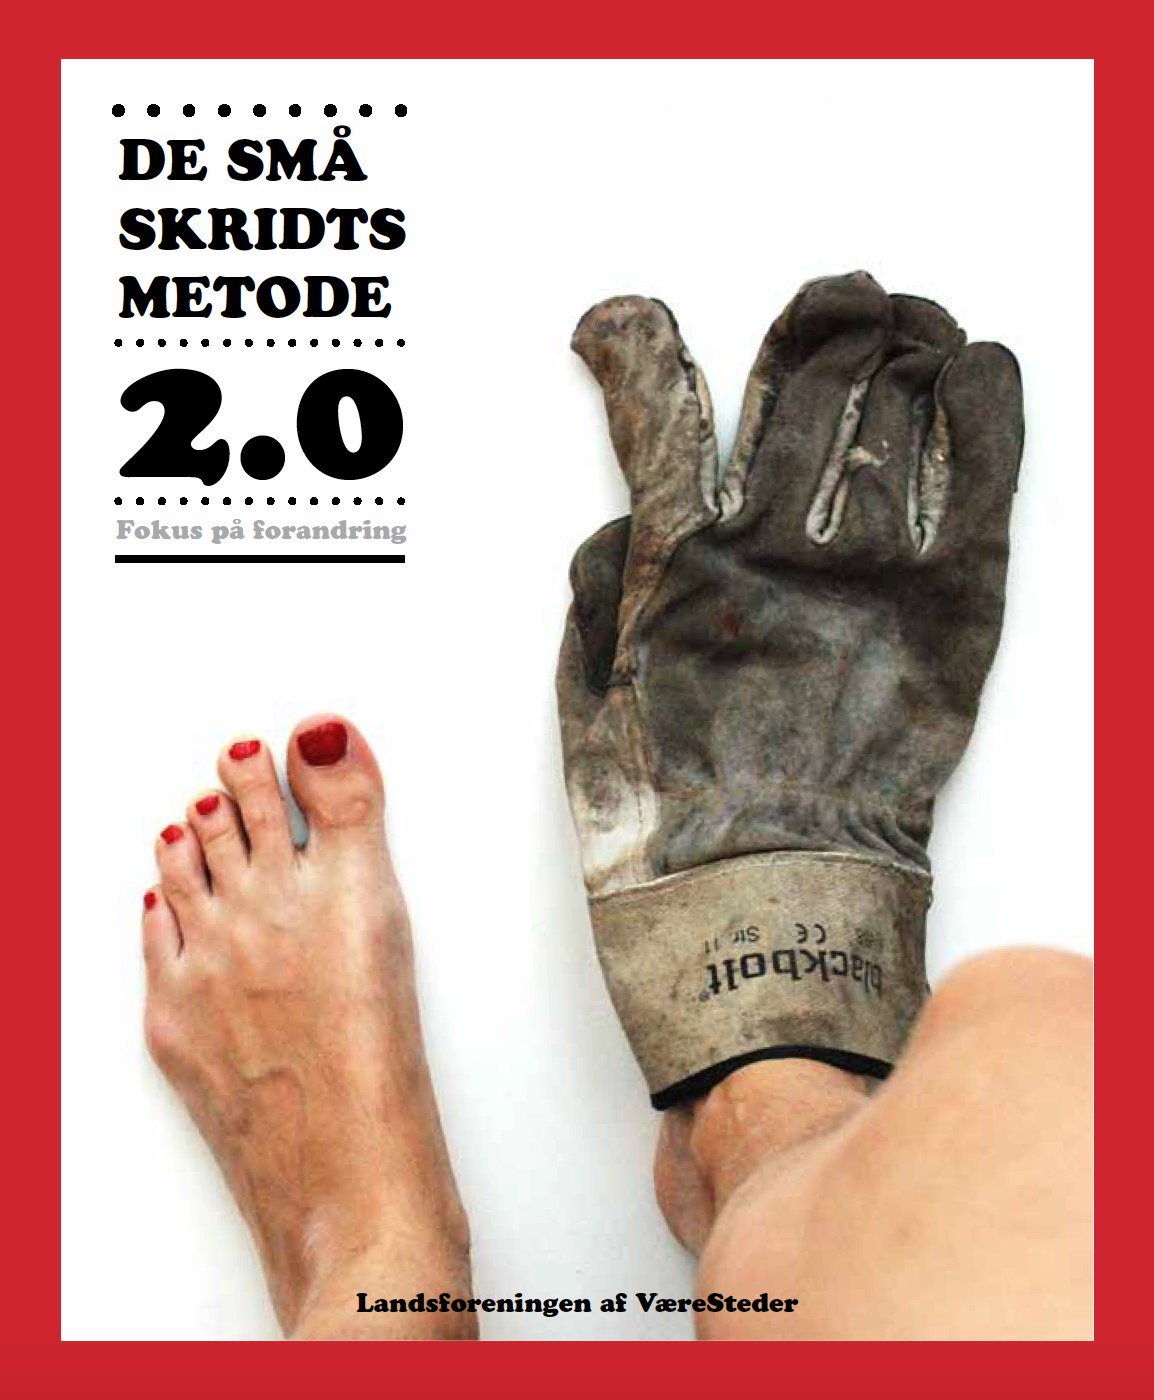 DE SMÅ
SKRIDTS
METODE
2.0
Fokus på forandring
Str. 11 CE
blackbolt®
Landsforeningen af VæreSteder